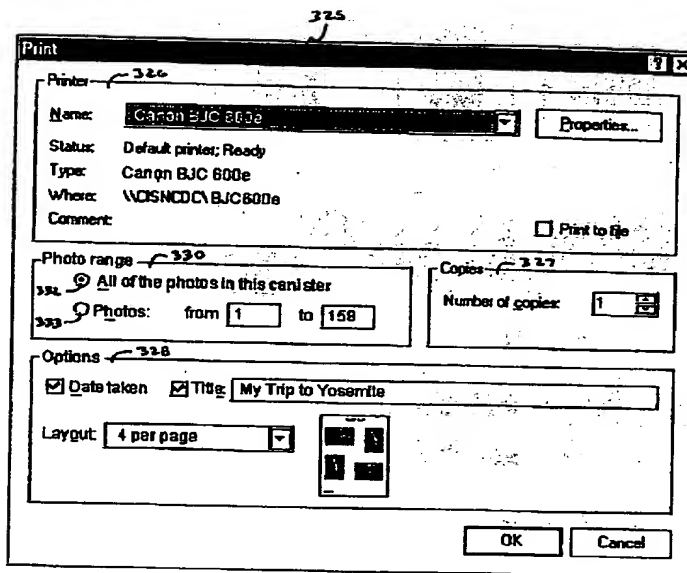 325
Print ? X
Printer 326
Name: Canon BJC 600e Properties...
Status: Default printer; Ready
Type: Canon BJC 600e
Where: \\CISNCDC\BJC600e
Comment: Print to file
Photo range 330 Copies 327
332 All of the photos in this canister Number of copies: 1
333 Photos: from 1 to 158
Options 328
Date taken Title: My Trip to Yosemite
Layout: 4 per page
OK Cancel